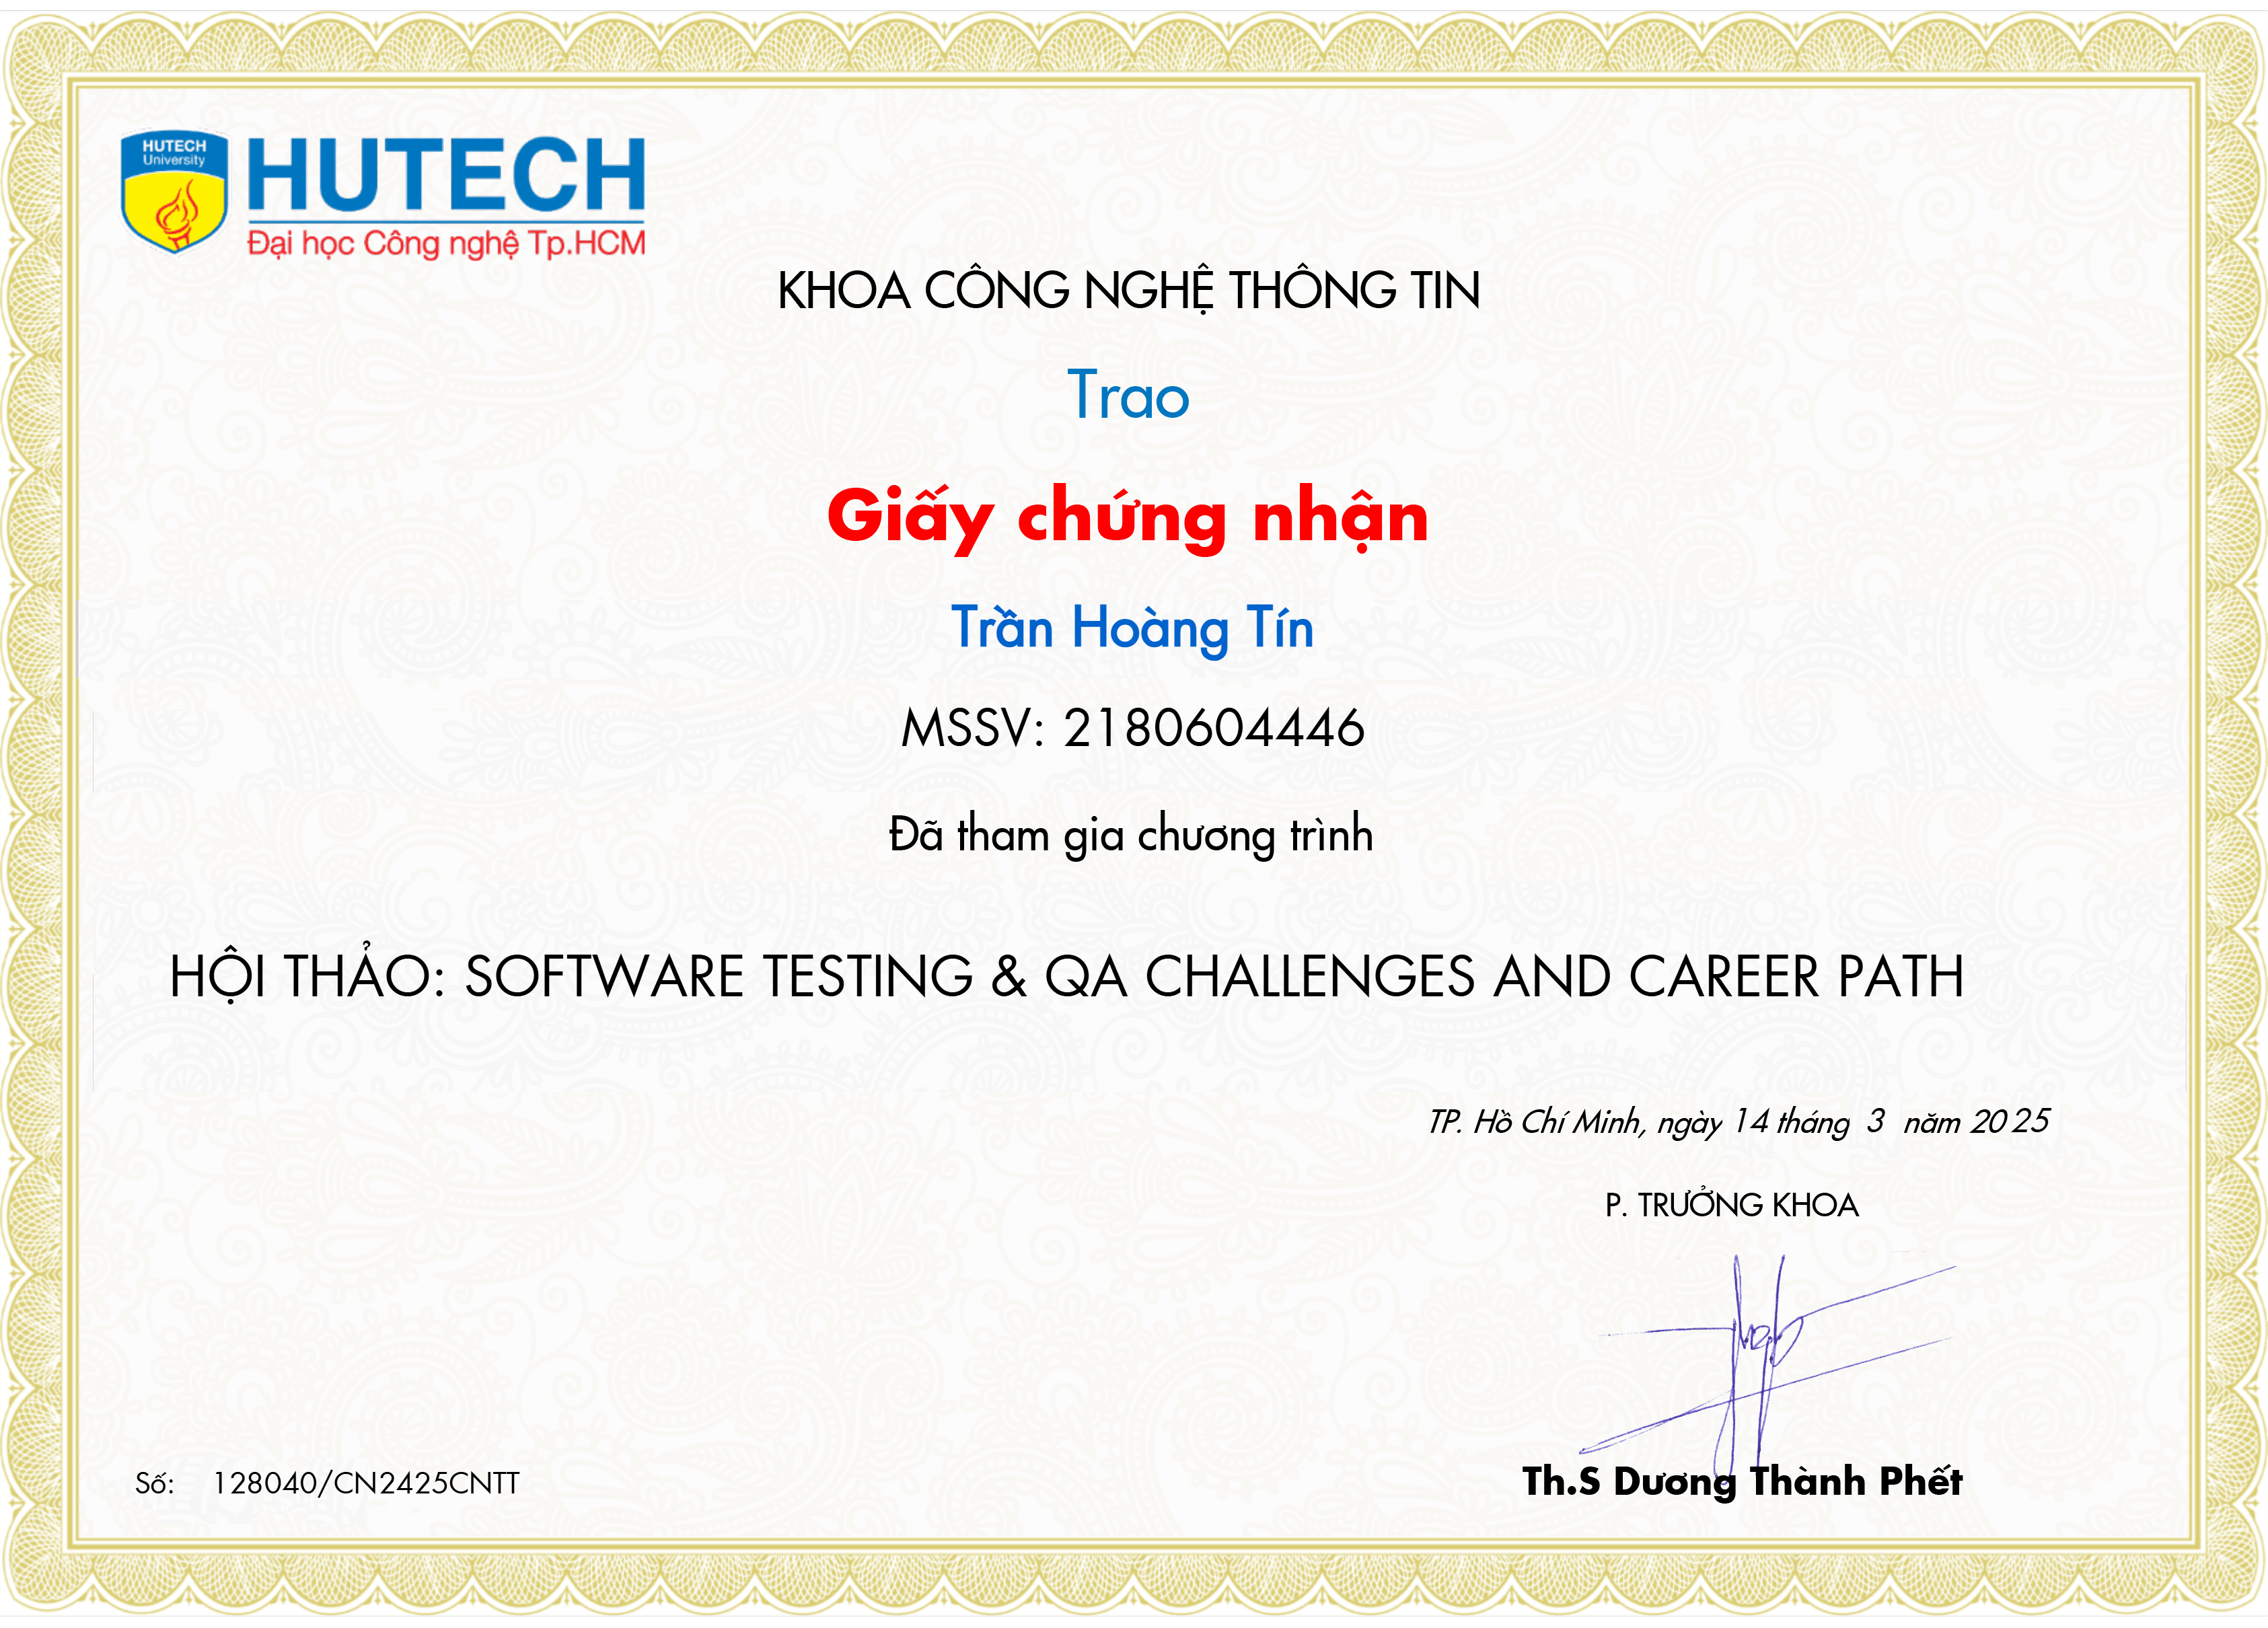 HUTECH
University
HUTECH
Đại học Công nghệ Tp.HCM
KHOA CÔNG NGHỆ THÔNG TIN
Trao
Giấy chứng nhận
Trần Hoàng Tín
MSSV: 2180604446
Đã tham gia chương trình
HỘI THẢO: SOFTWARE TESTING & QA CHALLENGES AND CAREER PATH
TP. Hồ Chí Minh, ngày 14 tháng 3 năm 2025
P. TRƯỞNG KHOA
Th.S Dương Thành Phết
Số: 128040/CN2425CNTT